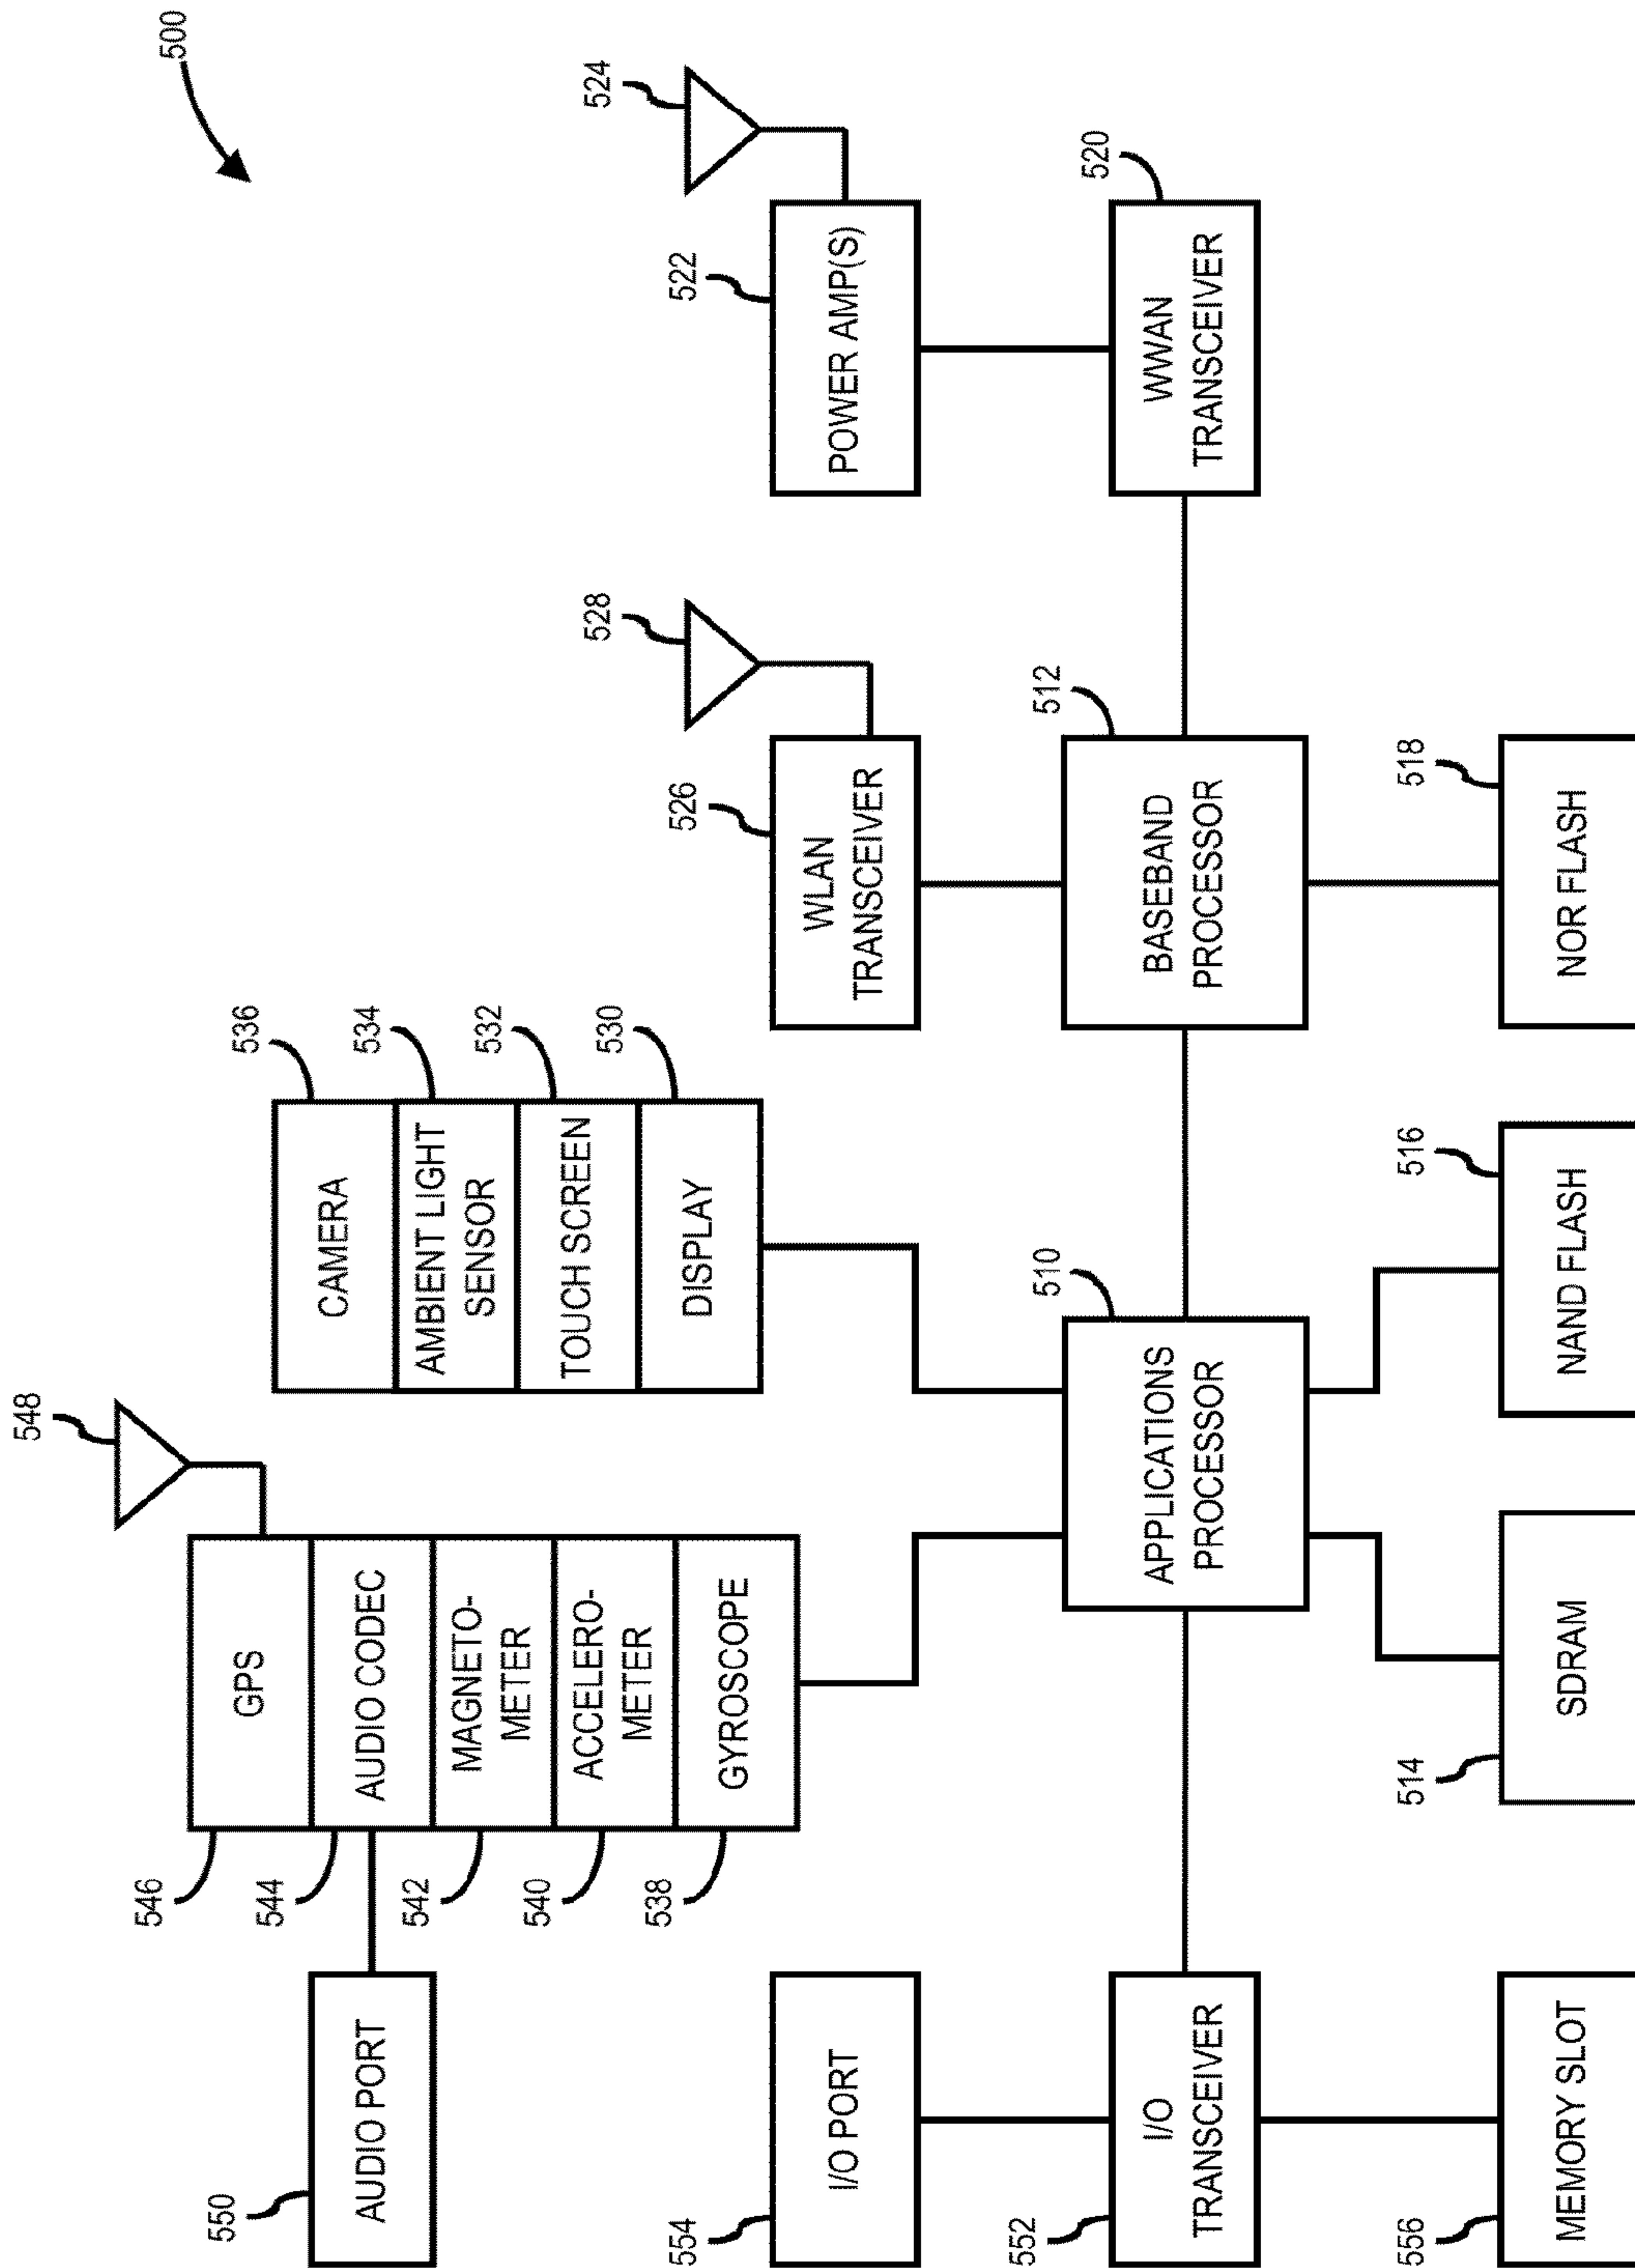 500
548
GPS
AUDIO CODEC
MAGNETO-
METER
ACCELERO-
METER
GYROSCOPE
546
544
542
540
538
AUDIO PORT
550
CAMERA
AMBIENT LIGHT
SENSOR
TOUCH SCREEN
DISPLAY
536
534
532
530
528
524
I/O PORT
554
WLAN
TRANSCEIVER
526
POWER AMP(S)
522
I/O
TRANSCEIVER
552
APPLICATIONS
PROCESSOR
510
BASEBAND
PROCESSOR
512
WWAN
TRANSCEIVER
520
MEMORY SLOT
556
SDRAM
514
NAND FLASH
516
NOR FLASH
518